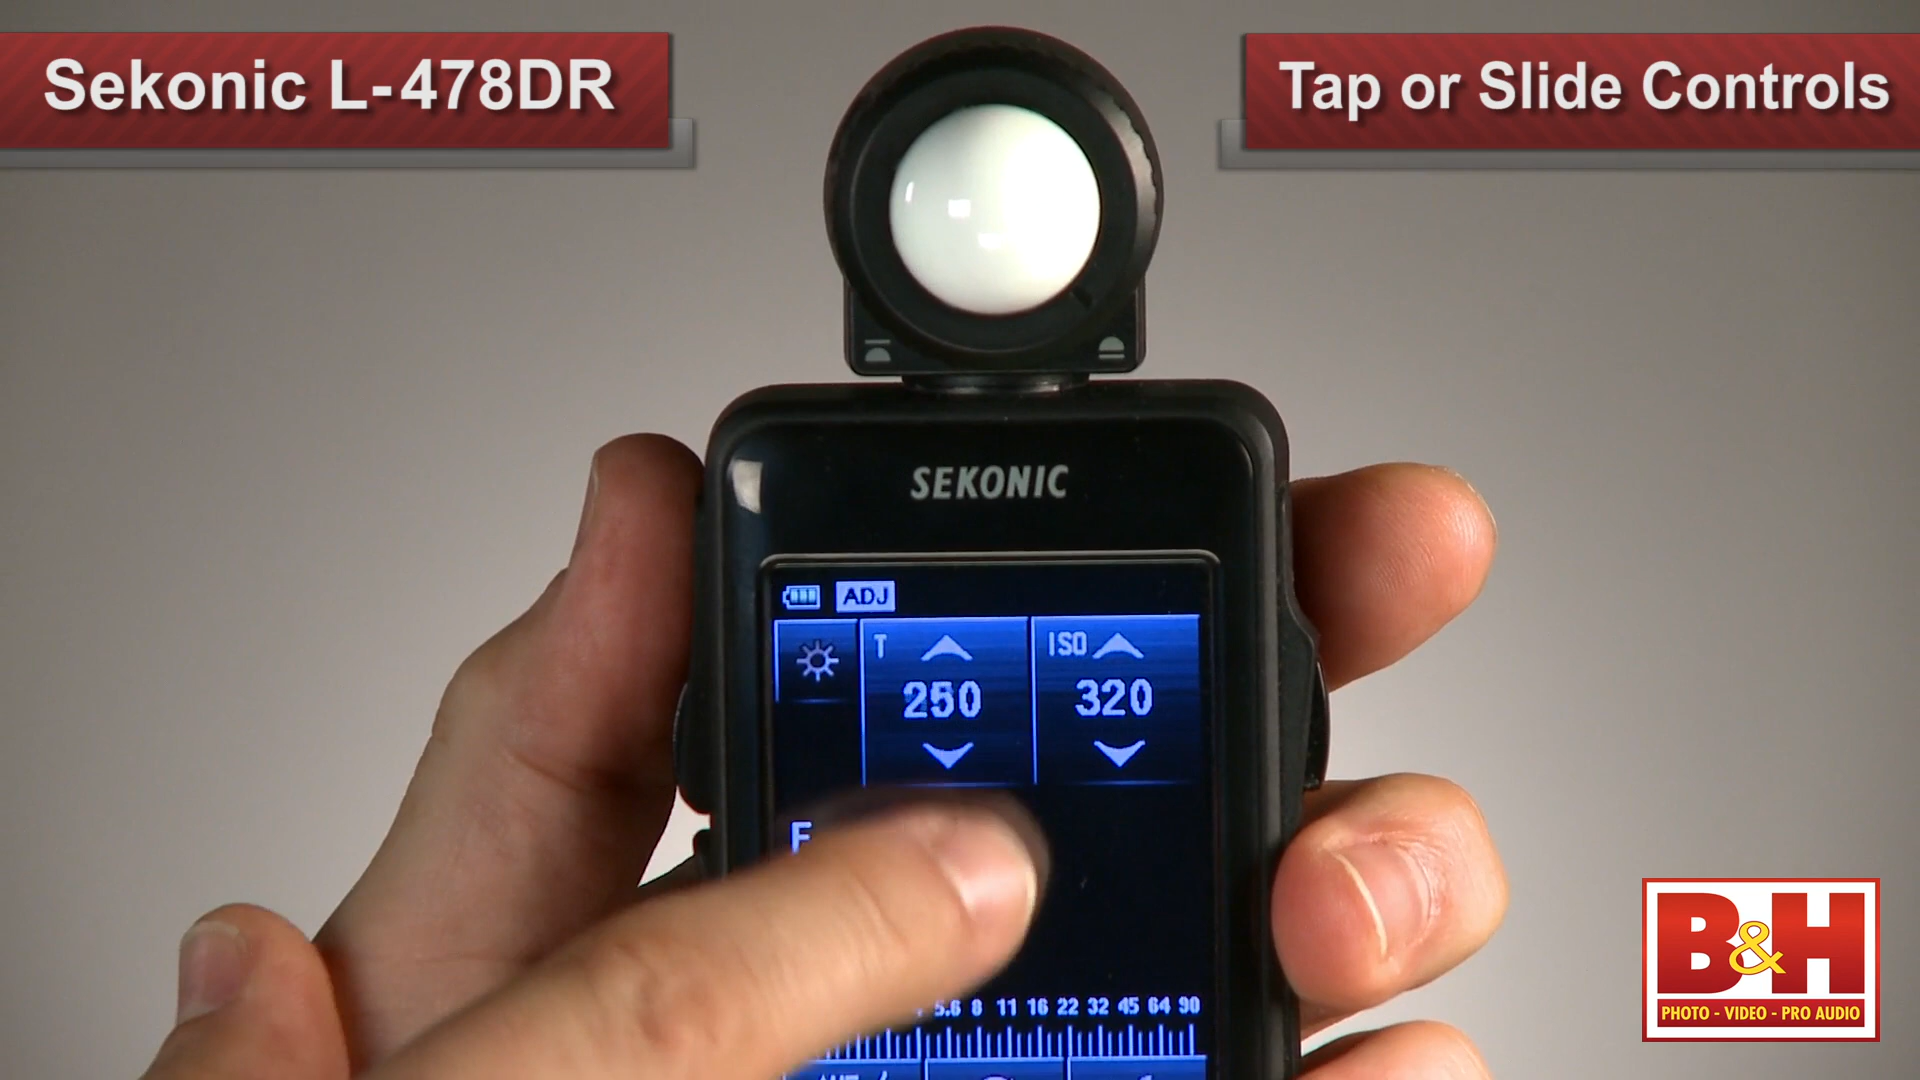 Sekonic L-478DR
Tap or Slide Controls
SEKONIC
ADJ
T
250
ISO
320
F
5.6 8 11 16 22 32 45 64 90
B&H
PHOTO - VIDEO - PRO AUDIO